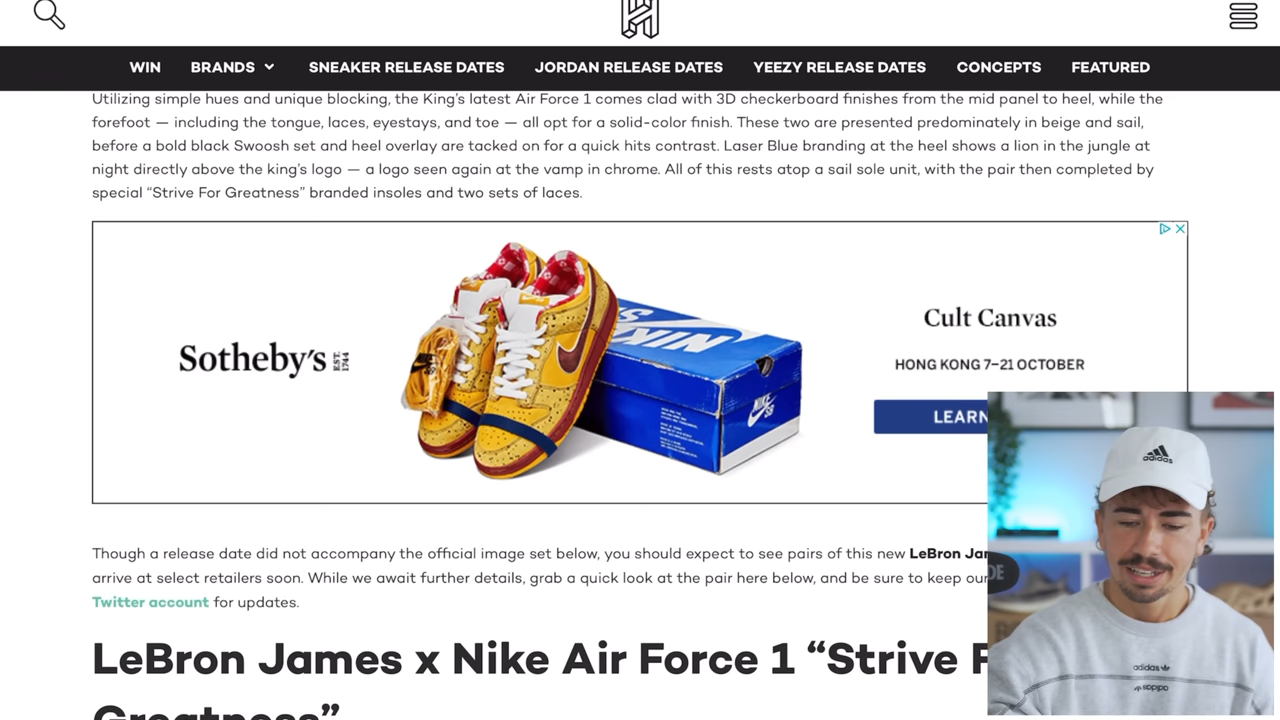 WIN BRANDS SNEAKER RELEASE DATES JORDAN RELEASE DATES YEEZY RELEASE DATES CONCEPTS FEATURED
Utilizing simple hues and unique blocking, the King's latest Air Force 1 comes clad with 3D checkerboard finishes from the mid panel to heel, while the
forefoot — including the tongue, laces, eyestays, and toe — all opt for a solid-color finish. These two are presented predominately in beige and sail,
before a bold black Swoosh set and heel overlay are tacked on for a quick hits contrast. Laser Blue branding at the heel shows a lion in the jungle at
night directly above the king's logo — a logo seen again at the vamp in chrome. All of this rests atop a sail sole unit, with the pair then completed by
special “Strive For Greatness” branded insoles and two sets of laces.
Sotheby's EST. 1744
NIKE
NIKE SB
Cult Canvas
HONG KONG 7–21 OCTOBER
LEARN
adidas
DE
adidas
adidas
Though a release date did not accompany the official image set below, you should expect to see pairs of this new LeBron Jam
arrive at select retailers soon. While we await further details, grab a quick look at the pair here below, and be sure to keep our
Twitter account for updates.
LeBron James x Nike Air Force 1 “Strive F
Greatness”